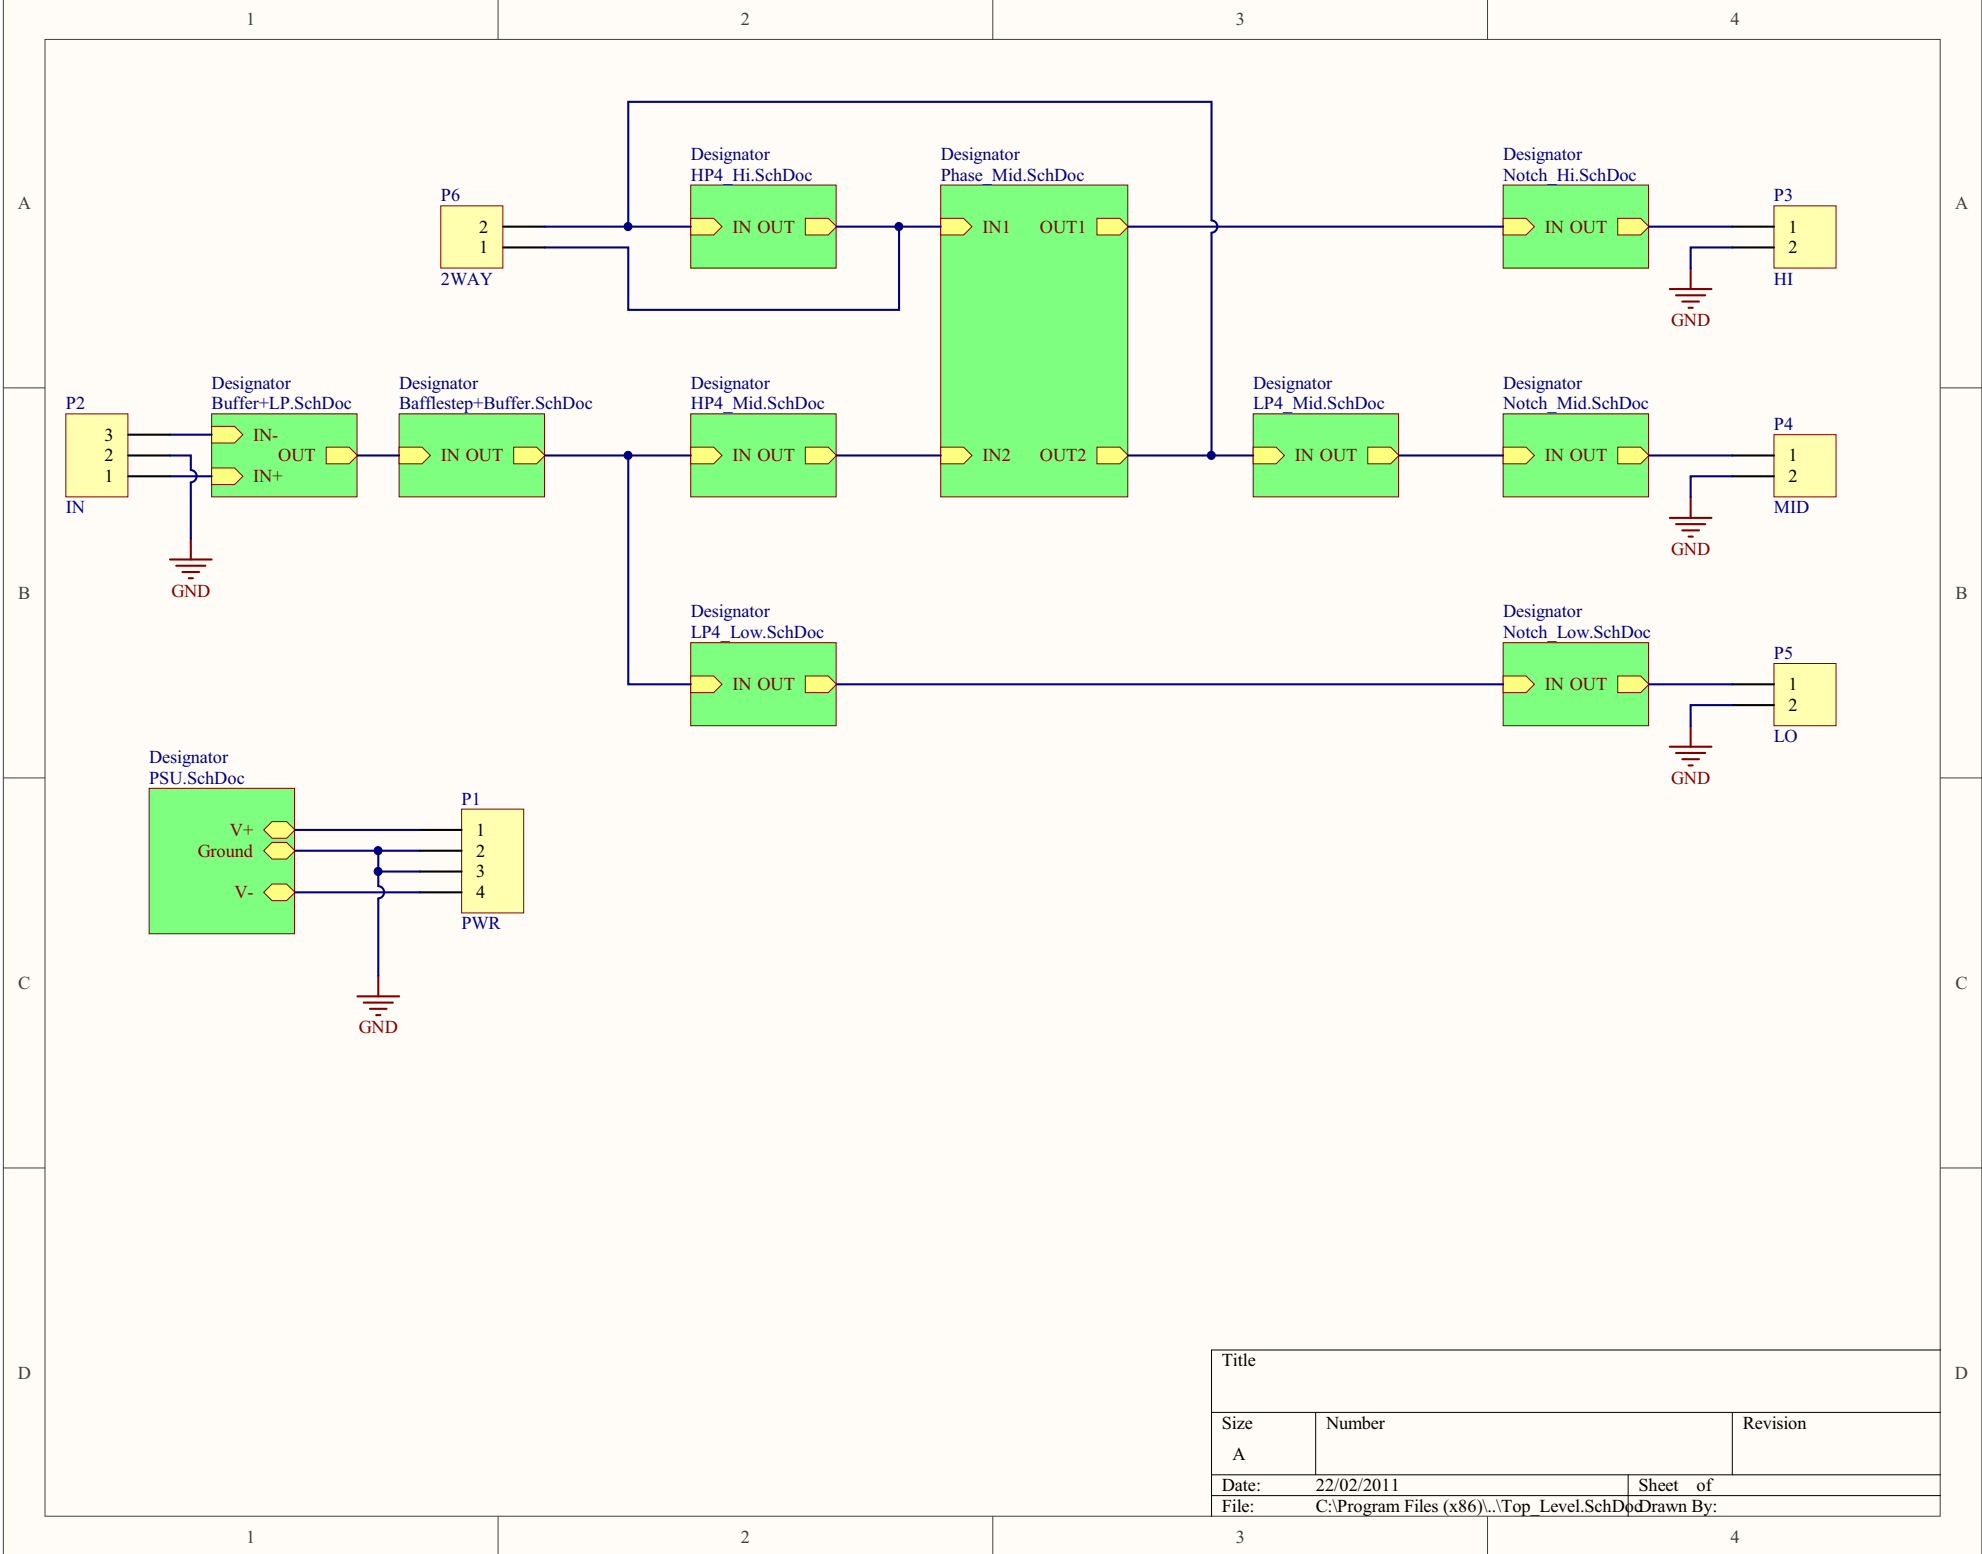 1 2 3 4
A A
Designator Designator Designator
HP4_Hi.SchDoc Phase_Mid.SchDoc Notch_Hi.SchDoc
P6 P3
2 IN OUT IN1 OUT1 IN OUT 1
1 2
2WAY HI
GND
Designator Designator Designator Designator Designator
P2 Buffer+LP.SchDoc Bafflestep+Buffer.SchDoc HP4_Mid.SchDoc LP4_Mid.SchDoc Notch_Mid.SchDoc
P4
3 IN-
2 OUT IN OUT IN OUT IN2 OUT2 IN OUT IN OUT 1
1 IN+ 2
IN MID
GND
GND
B B
Designator Designator
LP4_Low.SchDoc Notch_Low.SchDoc
P5
IN OUT IN OUT 1
2
LO
GND
Designator
PSU.SchDoc
P1
V+ 1
Ground 2
3
V- 4
PWR
C C
GND
Title
D D
Size Number Revision
A
Date: 22/02/2011 Sheet of
File: C:\Program Files (x86)\..\Top_Level.SchDoc Drawn By:
1 2 3 4